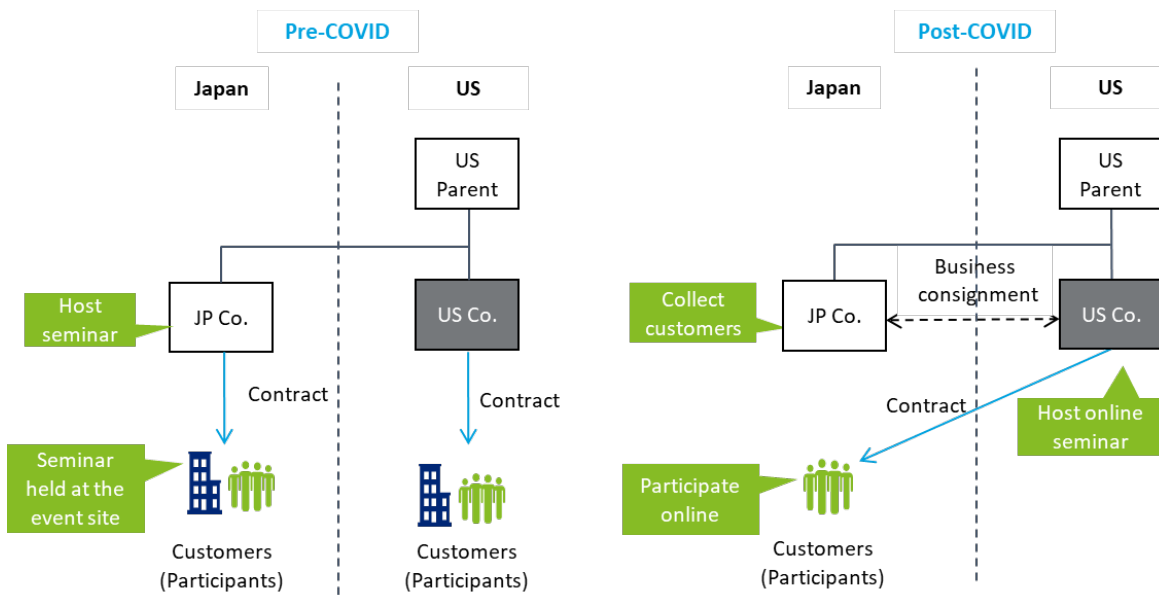 Pre-COVID
Japan
US
US
Parent
Host
seminar
JP Co.
US Co.
Contract
Contract
Seminar
held at the
event site
Customers
(Participants)
Customers
(Participants)
Post-COVID
Japan
US
US
Parent
Business
consignment
Collect
customers
JP Co.
US Co.
Contract
Host online
seminar
Participate
online
Customers
(Participants)